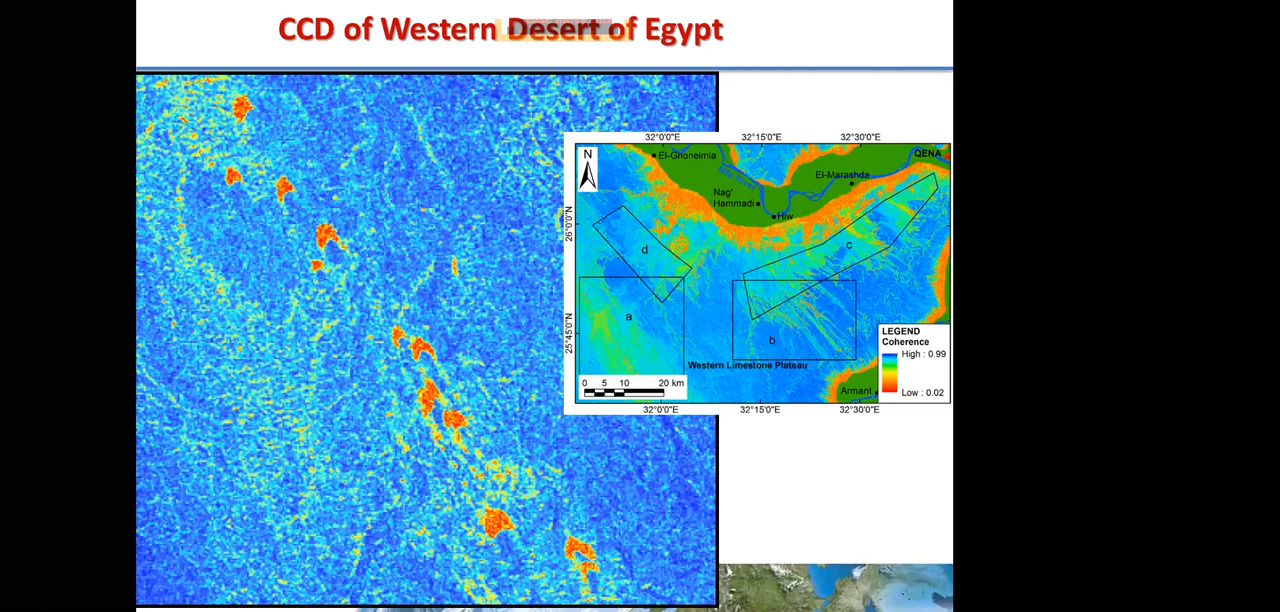 CCD of Western Desert of Egypt
32°0'0"E 32°15'0"E 32°30'0"E
N
El-Ghoneimia
QENA
Nile River
El-Marashda
Nag'
Hammadi
Hiw
26°0'0"N
c
d
a
25°45'0"N
b
LEGEND
Coherence
High : 0.99
Low : 0.02
Western Limestone Plateau
0 5 10 20 km
Armant
32°0'0"E 32°15'0"E 32°30'0"E